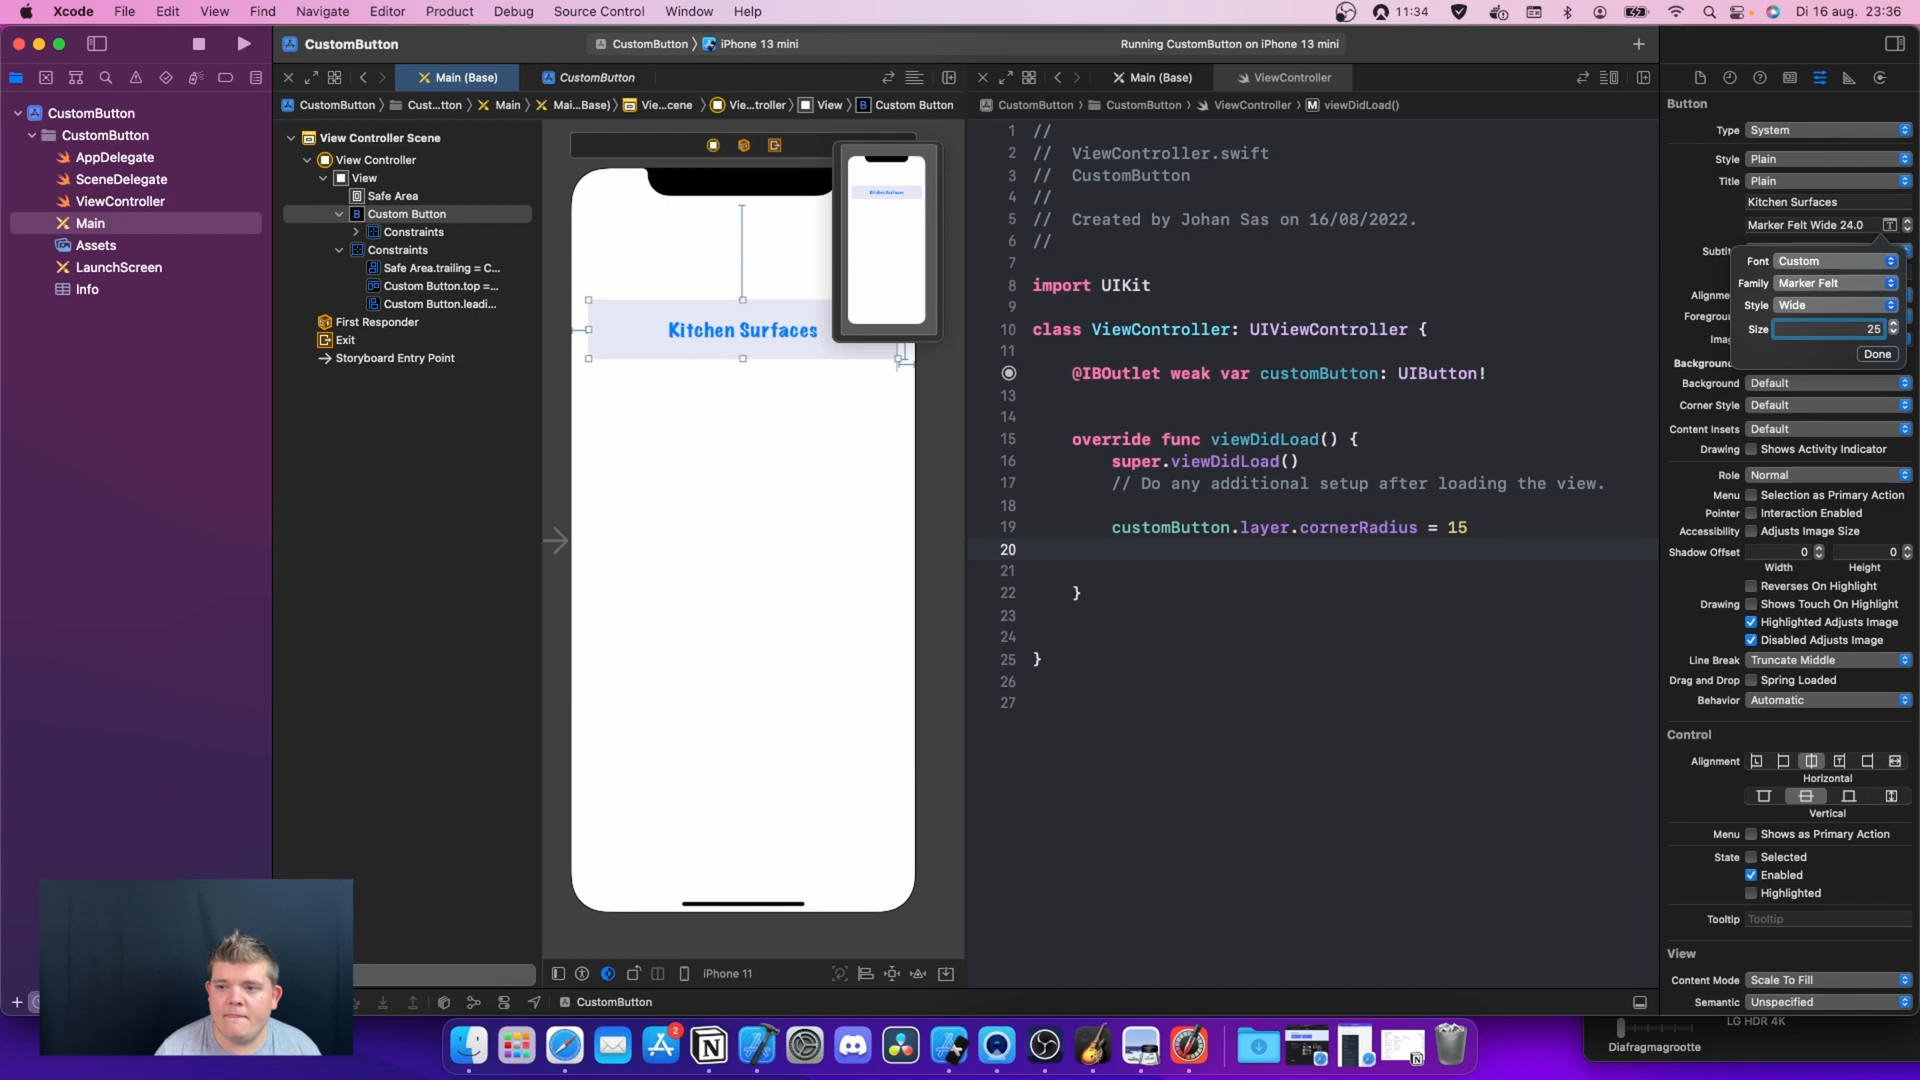 Xcode File Edit View Find Navigate Editor Product Debug Source Control Window Help 11:34 Di 16 aug. 23:36
CustomButton CustomButton iPhone 13 mini Running CustomButton on iPhone 13 mini
Main (Base) CustomButton Main (Base) ViewController
CustomButton Cust...tton Main Mai...Base) Vie...cene Vie...troller View B Custom Button
CustomButton CustomButton ViewController M viewDidLoad()
CustomButton
CustomButton
AppDelegate
SceneDelegate
ViewController
Main
Assets
LaunchScreen
Info
View Controller Scene
View Controller
View
Safe Area
B Custom Button
Constraints
Constraints
Safe Area.trailing = C...
Custom Button.top =...
Custom Button.leadi...
First Responder
Exit
Storyboard Entry Point
Kitchen Surfaces
Kitchen Surfaces
iPhone 11
CustomButton
1 //
2 // ViewController.swift
3 // CustomButton
4 //
5 // Created by Johan Sas on 16/08/2022.
6 //
7
8 import UIKit
9
10 class ViewController: UIViewController {
11
@IBOutlet weak var customButton: UIButton!
13
14
15 override func viewDidLoad() {
16 super.viewDidLoad()
17 // Do any additional setup after loading the view.
18
19 customButton.layer.cornerRadius = 15
20
21
22 }
23
24
25 }
26
27
Button
Type System
Style Plain
Title Plain
Kitchen Surfaces
Marker Felt Wide 24.0 T
Subtit
Font Custom
Family Marker Felt
Style Wide
Size 25
Done
Alignme
Foregrou
Imag
Backgroun
Background Default
Corner Style Default
Content Insets Default
Drawing Shows Activity Indicator
Role Normal
Menu Selection as Primary Action
Pointer Interaction Enabled
Accessibility Adjusts Image Size
Shadow Offset 0 0
Width Height
Reverses On Highlight
Drawing Shows Touch On Highlight
Highlighted Adjusts Image
Disabled Adjusts Image
Line Break Truncate Middle
Drag and Drop Spring Loaded
Behavior Automatic
Control
Alignment
Horizontal
Vertical
Menu Shows as Primary Action
State Selected
Enabled
Highlighted
Tooltip Tooltip
View
Content Mode Scale To Fill
Semantic Unspecified
LG HDR 4K
Diafragmagrootte
2